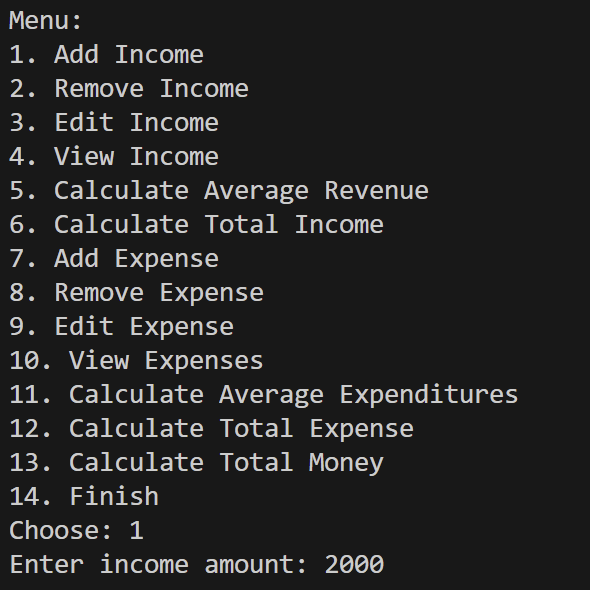 Menu:
1. Add Income
2. Remove Income
3. Edit Income
4. View Income
5. Calculate Average Revenue
6. Calculate Total Income
7. Add Expense
8. Remove Expense
9. Edit Expense
10. View Expenses
11. Calculate Average Expenditures
12. Calculate Total Expense
13. Calculate Total Money
14. Finish
Choose: 1
Enter income amount: 2000